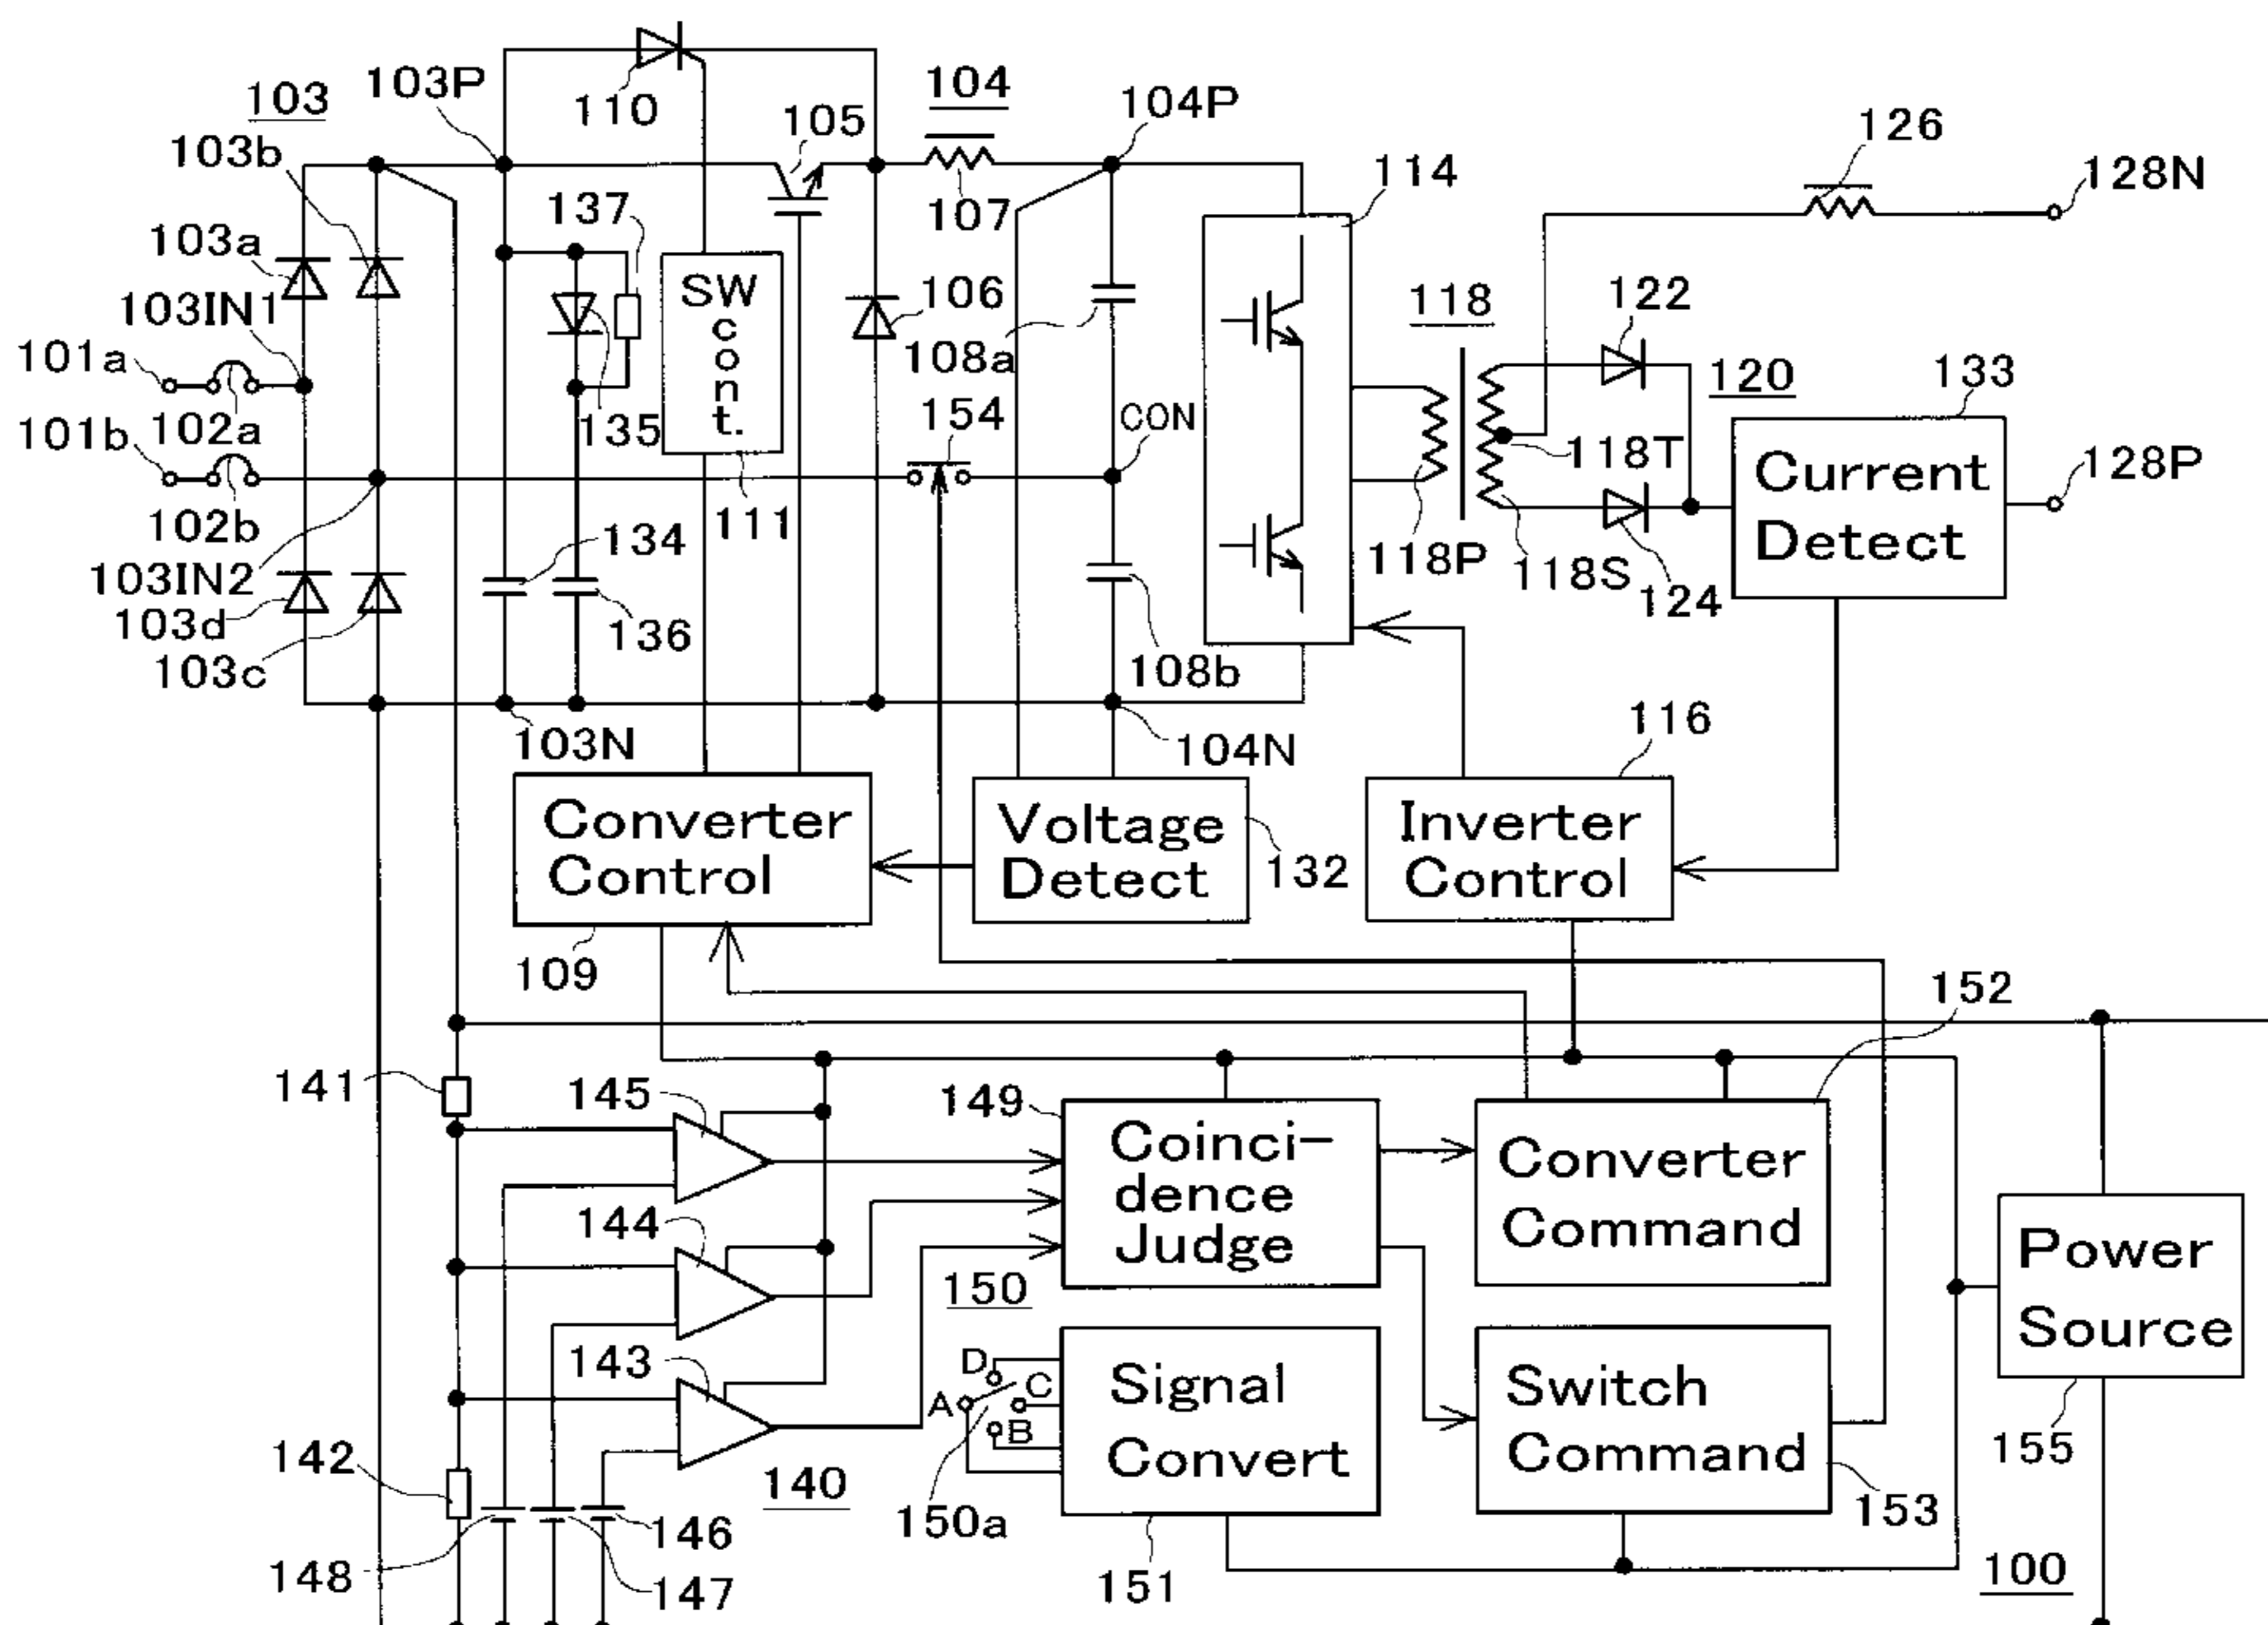 103
103P
110
104
104P
105
126
103b
114
128N
137
107
103a
SW
cont.
106
122
118
103IN1
108a
120
133
101a
102a
135
154
CON
101b
118T
Current
Detect
128P
102b
111
134
118P
118S
124
103IN2
103d
136
103c
108b
103N
104N
116
Converter
Control
Voltage
Detect
132
Inverter
Control
109
152
141
145
149
Coinci-
dence
Judge
Converter
Command
144
150
Power
Source
143
D
C
A
B
Signal
Convert
Switch
Command
155
142
140
150a
153
146
148
147
151
100